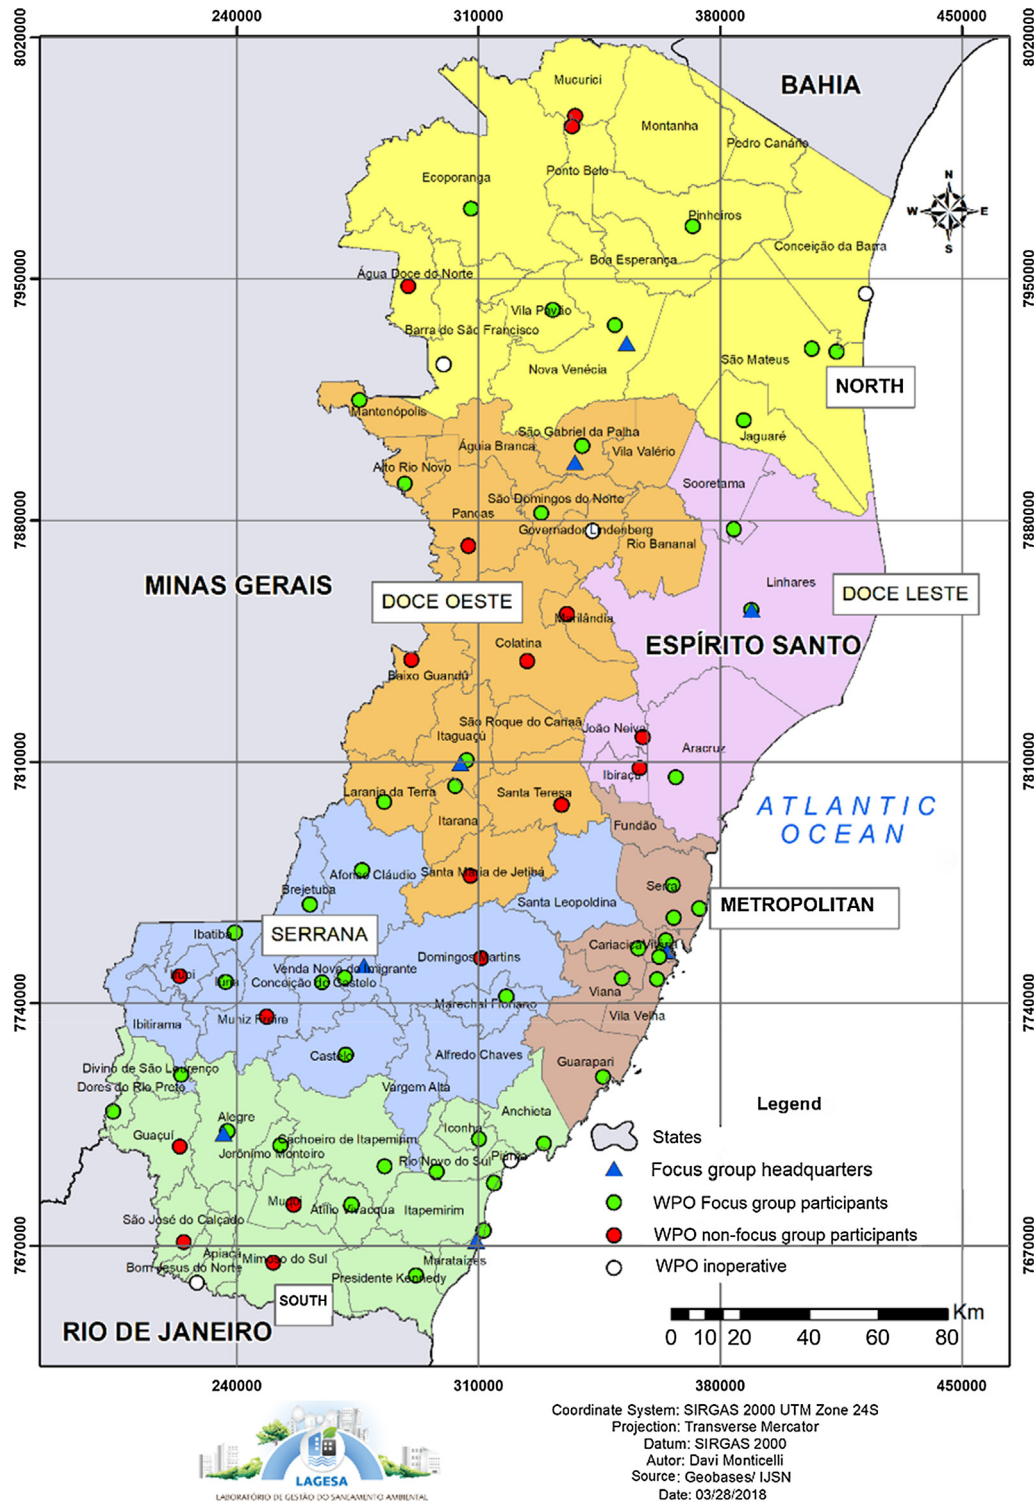 240000 310000 380000 450000
8020000 8020000
BAHIA
Mucurici
Montanha
Pedro Canário
Ponto Belo
Ecoporanga
N
W E
S
Pinheiros
Conceição da Barra
Boa Esperança
Água Doce do Norte
7950000 7950000
Vila Pavão
Barra do São Francisco
São Mateus
Nova Venécia
NORTH
Mantenópolis
São Gabriel da Palha
Jaguaré
Águia Branca
Vila Valério
Alto Rio Novo
Sooretama
São Domingos do Norte
Pancas
7880000 7880000
Governador Lindenberg
Rio Bananal
MINAS GERAIS
Linhares
DOCE OESTE
DOCE LESTE
Marilândia
Colatina
ESPÍRITO SANTO
Baixo Guandú
São Roque do Canaã
João Neiva
Itaguaçú
Aracruz
7810000 7810000
Ibiraçu
Laranja da Terra
Santa Teresa
ATLANTIC
OCEAN
Itarana
Fundão
Afonso Cláudio
Santa Maria de Jetibá
Brejetuba
Serra
Santa Leopoldina
METROPOLITAN
Ibatiba
SERRANA
Cariacica
Vitória
Domingos Martins
Irupi
Venda Nova do Imigrante
Iúna
Conceição do Castelo
Viana
7740000 7740000
Marechal Floriano
Ibitirama
Muniz Freire
Vila Velha
Castelo
Alfredo Chaves
Guarapari
Divino de São Lourenço
Dores do Rio Preto
Vargem Alta
Legend
Anchieta
Alegre
Iconha
Guaçuí
Cachoeiro de Itapemirim
States
Jerônimo Monteiro
Piúma
Rio Novo do Sul
Focus group headquarters
Muqui
Atílio Vivacqua
Itapemirim
WPO Focus group participants
São José do Calçado
WPO non-focus group participants
7670000 7670000
Apiacá
Mimoso do Sul
Marataízes
Bom Jesus do Norte
WPO inoperative
Presidente Kennedy
SOUTH
Km
RIO DE JANEIRO
0 10 20 40 60 80
240000 310000 380000 450000
LAGESA
LABORATÓRIO DE GESTÃO DO SANEAMENTO AMBIENTAL
Coordinate System: SIRGAS 2000 UTM Zone 24S
Projection: Transverse Mercator
Datum: SIRGAS 2000
Autor: Davi Monticelli
Source: Geobases/ IJSN
Date: 03/28/2018